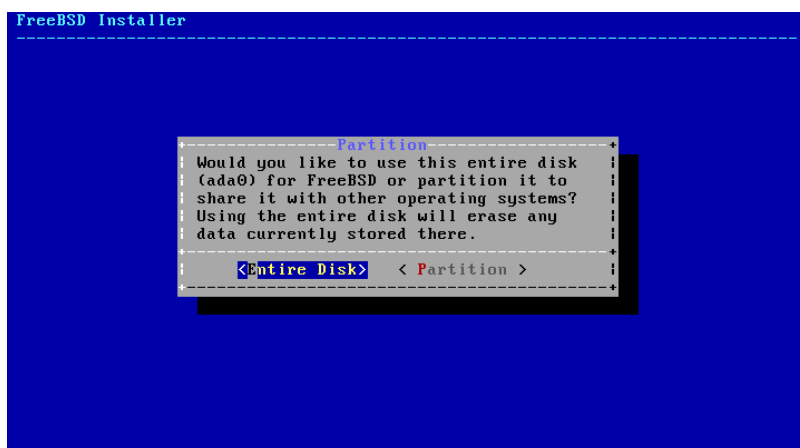 FreeBSD Installer
Partition
Would you like to use this entire disk
(ada0) for FreeBSD or partition it to
share it with other operating systems?
Using the entire disk will erase any
data currently stored there.
<Entire Disk> < Partition >